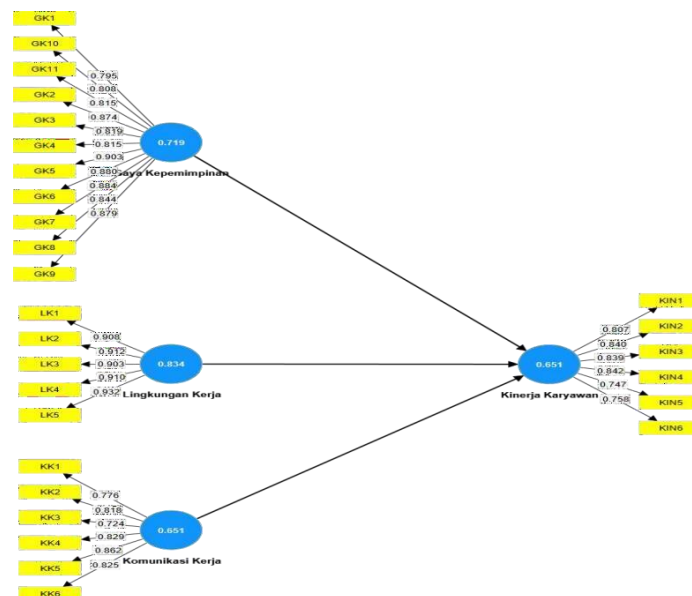 GK1
GK10
GK11
GK2
GK3
GK4
GK5
GK6
GK7
GK8
GK9
0.795
0.808
0.815
0.874
0.819
0.815
0.903
0.880
0.884
0.844
0.879
0.719
Gaya Kepemimpinan
LK1
LK2
LK3
LK4
LK5
0.908
0.912
0.903
0.910
0.932
0.834
Lingkungan Kerja
KK1
KK2
KK3
KK4
KK5
KK6
0.776
0.818
0.724
0.829
0.862
0.825
0.651
Komunikasi Kerja
0.651
Kinerja Karyawan
0.807
0.840
0.839
0.842
0.747
0.758
KIN1
KIN2
KIN3
KIN4
KIN5
KIN6